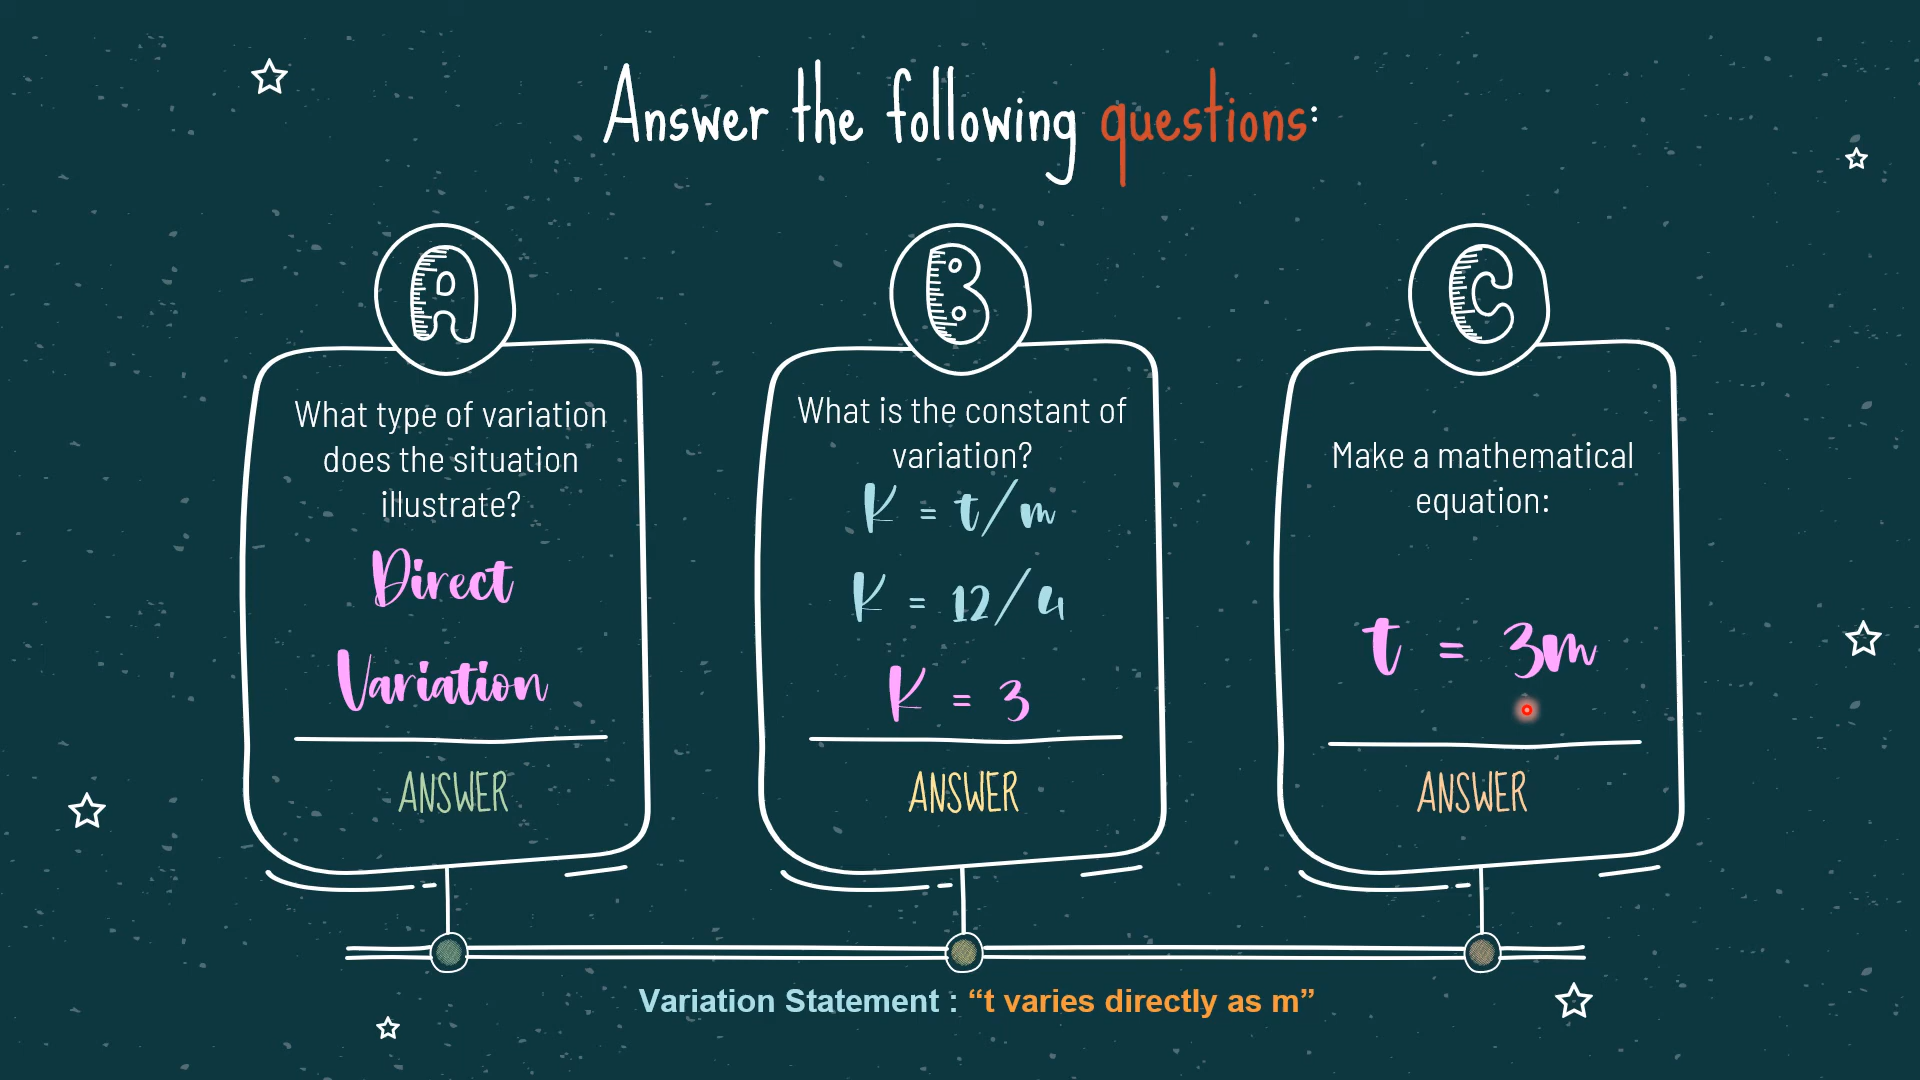 Answer the following questions:
A
What type of variation
does the situation
illustrate?
Direct
Variation
ANSWER
B
What is the constant of
variation?
K = t/m
K = 12/4
K = 3
ANSWER
C
Make a mathematical
equation:
t = 3m
ANSWER
Variation Statement : “t varies directly as m”